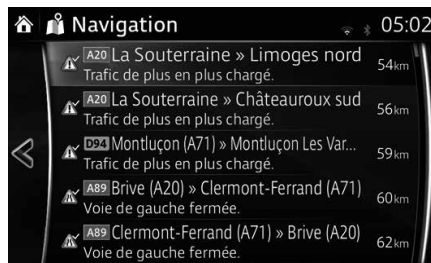 Navigation 05:02
A20 La Souterraine » Limoges nord
Trafic de plus en plus chargé.
54km
A20 La Souterraine » Châteauroux sud
Trafic de plus en plus chargé.
56km
D94 Montluçon (A71) » Montluçon Les Var...
Trafic de plus en plus chargé.
59km
A89 Brive (A20) » Clermont-Ferrand (A71)
Voie de gauche fermée.
60km
A89 Clermont-Ferrand (A71) » Brive (A20)
Voie de gauche fermée.
62km